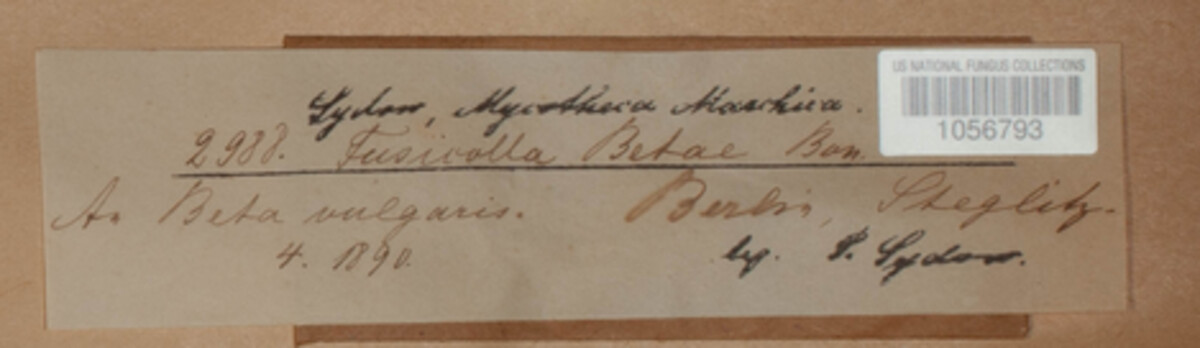 US NATIONAL FUNGUS COLLECTIONS
1056793
Sydow, Mycotheca Marchica.
2988. Fusicolla Betae Bon.
An Beta vulgaris. Berlin, Steglitz.
4. 1890. leg. P. Sydow.